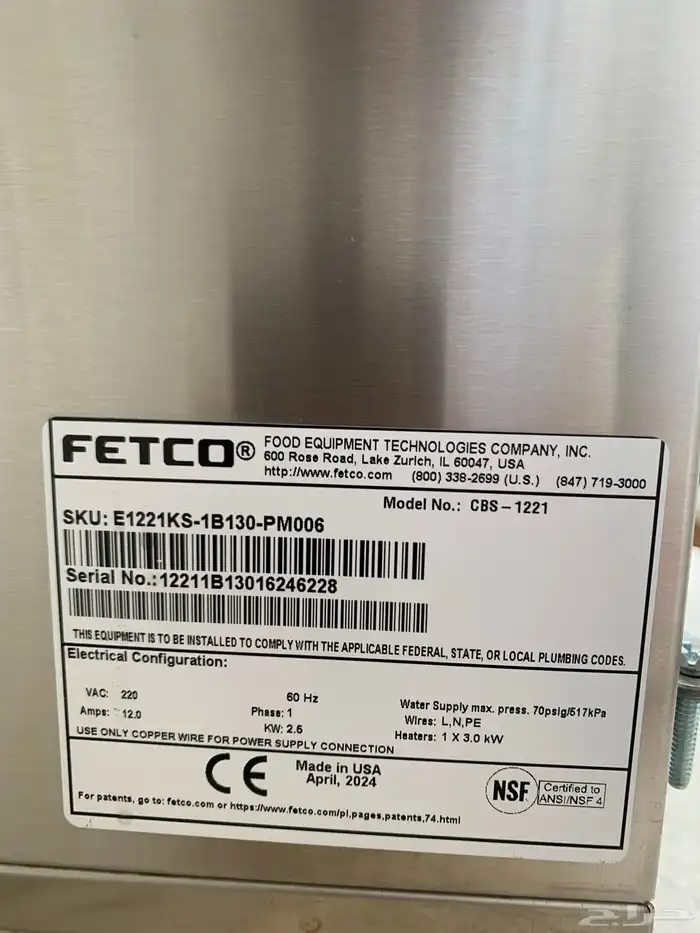 FETCO® FOOD EQUIPMENT TECHNOLOGIES COMPANY, INC.
600 Rose Road, Lake Zurich, IL 60047, USA
http://www.fetco.com (800) 338-2699 (U.S.) (847) 719-3000
Model No.: CBS - 1221
SKU: E1221KS-1B130-PM006
Serial No.: 12211B13016246228
THIS EQUIPMENT IS TO BE INSTALLED TO COMPLY WITH THE APPLICABLE FEDERAL, STATE, OR LOCAL PLUMBING CODES.
Electrical Configuration:
VAC: 220 60 Hz Water Supply max. press. 70psig/517kPa
Amps: 12.0 Phase: 1 Wires: L,N,PE
KW: 2.6 Heaters: 1 X 3.0 kW
USE ONLY COPPER WIRE FOR POWER SUPPLY CONNECTION
CE Made in USA
April, 2024
NSF Certified to
ANSI/NSF 4
For patents, go to: fetco.com or https://www.fetco.com/pl,pages,patents,74.html
حراج